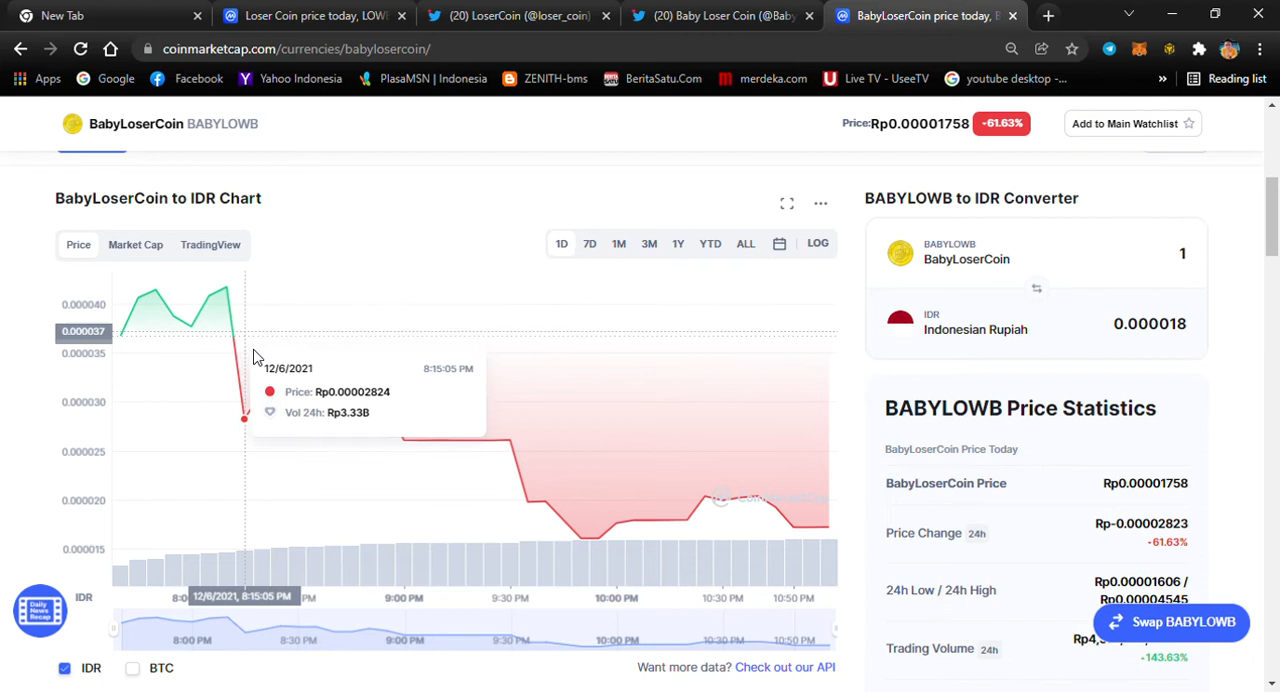 New Tab
Loser Coin price today, LOW
(20) LoserCoin (@loser_coin)
(20) Baby Loser Coin (@Baby
BabyLoserCoin price today, B
coinmarketcap.com/currencies/babylosercoin/
Apps Google Facebook Yahoo Indonesia PlasaMSN | Indonesia ZENITH-bms BeritaSatu.Com merdeka.com Live TV - UseeTV youtube desktop -... » Reading list
BabyLoserCoin BABYLOWB
Price: Rp0.00001758 -61.63%
Add to Main Watchlist
BabyLoserCoin to IDR Chart
Price Market Cap TradingView
1D 7D 1M 3M 1Y YTD ALL LOG
0.000040
0.000037
0.000035
0.000030
0.000025
0.000020
0.000015
12/6/2021 8:15:05 PM
Price: Rp0.00002824
Vol 24h: Rp3.33B
IDR
12/6/2021, 8:15:05 PM
9:00 PM 9:30 PM 10:00 PM 10:30 PM 10:50 PM
8:00 PM 8:30 PM 9:00 PM 9:30 PM 10:00 PM 10:30 PM 10:50 PM
IDR BTC
Want more data? Check out our API
Daily
News
Recap
BABYLOWB to IDR Converter
BABYLOWB
BabyLoserCoin 1
IDR
Indonesian Rupiah 0.000018
BABYLOWB Price Statistics
BabyLoserCoin Price Today
BabyLoserCoin Price Rp0.00001758
Price Change 24h Rp-0.00002823
-61.63%
24h Low / 24h High Rp0.00001606 /
Rp0.00004545
Swap BABYLOWB
Trading Volume 24h
-143.63%